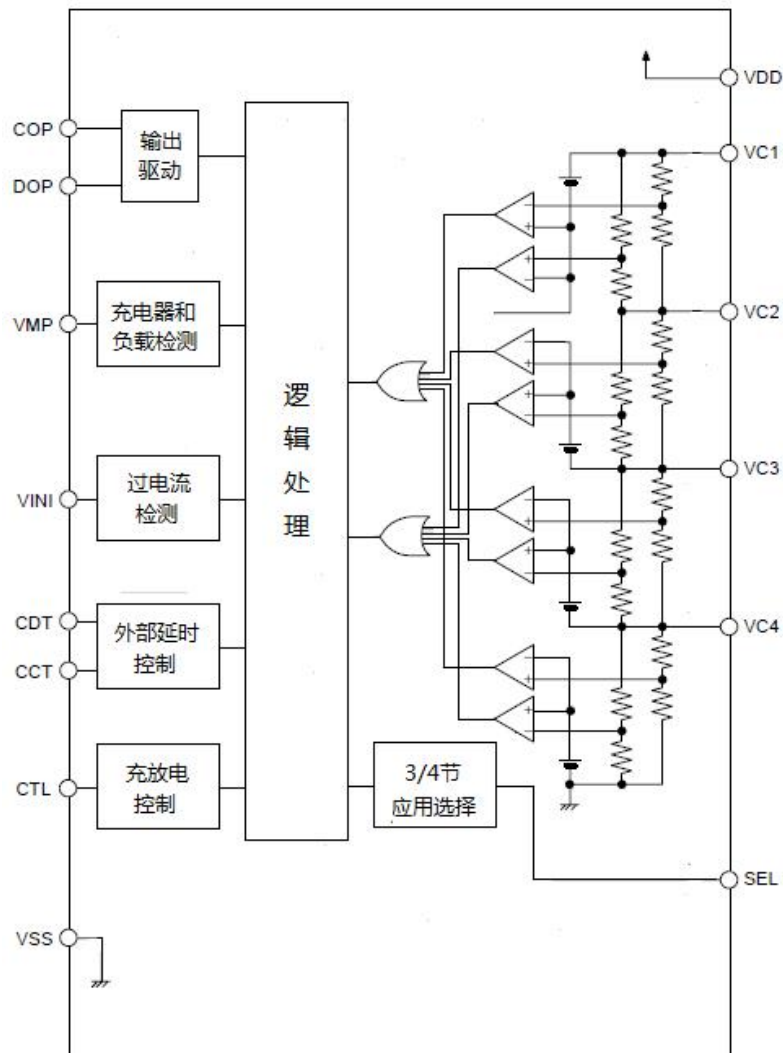 VDD
COP
输出
驱动
DOP
VC1
充电器和
负载检测
VMP
VC2
逻
辑
处
理
过电流
检测
VINI
VC3
CDT
外部延时
控制
CCT
VC4
充放电
控制
CTL
3/4节
应用选择
SEL
VSS